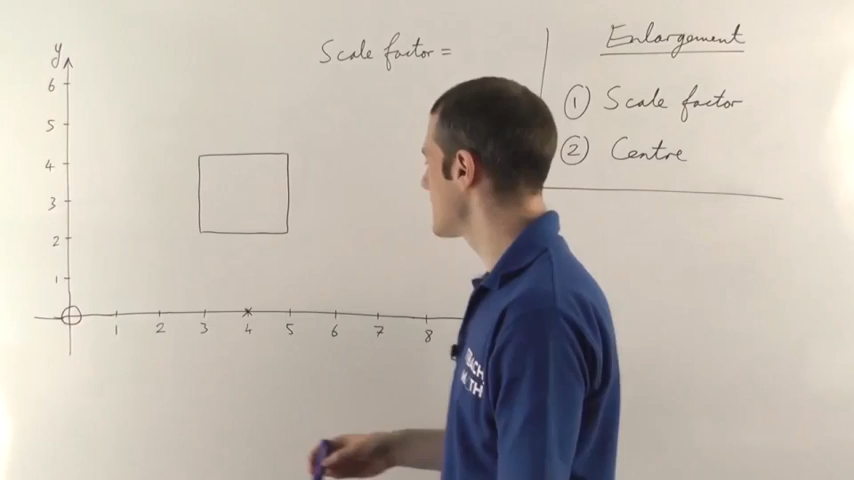 Scale factor =
Enlargement
① Scale factor
② Centre
y
6
5
4
3
2
1
1 2 3 4 5 6 7 8